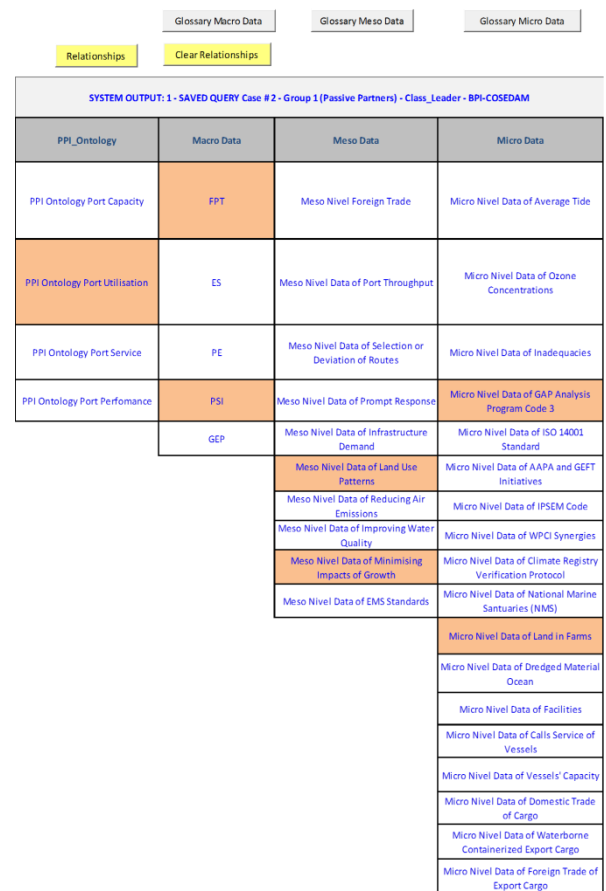 Glossary Macro Data
Glossary Meso Data
Glossary Micro Data
Relationships
Clear Relationships
SYSTEM OUTPUT: 1 - SAVED QUERY Case #2 - Group 1 (Passive Partners) - Class_Leader - BPI-COSEDAM
PPI_Ontology
Macro Data
Meso Data
Micro Data
PPI Ontology Port Capacity
FPT
Meso Nivel Foreign Trade
Micro Nivel Data of Average Tide
PPI Ontology Port Utilisation
ES
Meso Nivel Data of Port Throughput
Micro Nivel Data of Ozone
Concentrations
PPI Ontology Port Service
PE
Meso Nivel Data of Selection or
Deviation of Routes
Micro Nivel Data of Inadequacies
PPI Ontology Port Perfomance
PSI
Meso Nivel Data of Prompt Response
Micro Nivel Data of GAP Analysis
Program Code 3
GEP
Meso Nivel Data of Infrastructure
Demand
Micro Nivel Data of ISO 14001
Standard
Meso Nivel Data of Land Use
Patterns
Micro Nivel Data of AAPA and GEFT
Initiatives
Meso Nivel Data of Reducing Air
Emissions
Micro Nivel Data of IPSEM Code
Meso Nivel Data of Improving Water
Quality
Micro Nivel Data of WPCI Synergies
Meso Nivel Data of Minimising
Impacts of Growth
Micro Nivel Data of Climate Registry
Verification Protocol
Meso Nivel Data of EMS Standards
Micro Nivel Data of National Marine
Santuaries (NMS)
Micro Nivel Data of Land in Farms
Micro Nivel Data of Dredged Material
Ocean
Micro Nivel Data of Facilities
Micro Nivel Data of Calls Service of
Vessels
Micro Nivel Data of Vessels' Capacity
Micro Nivel Data of Domestic Trade
of Cargo
Micro Nivel Data of Waterborne
Containerized Export Cargo
Micro Nivel Data of Foreign Trade of
Export Cargo